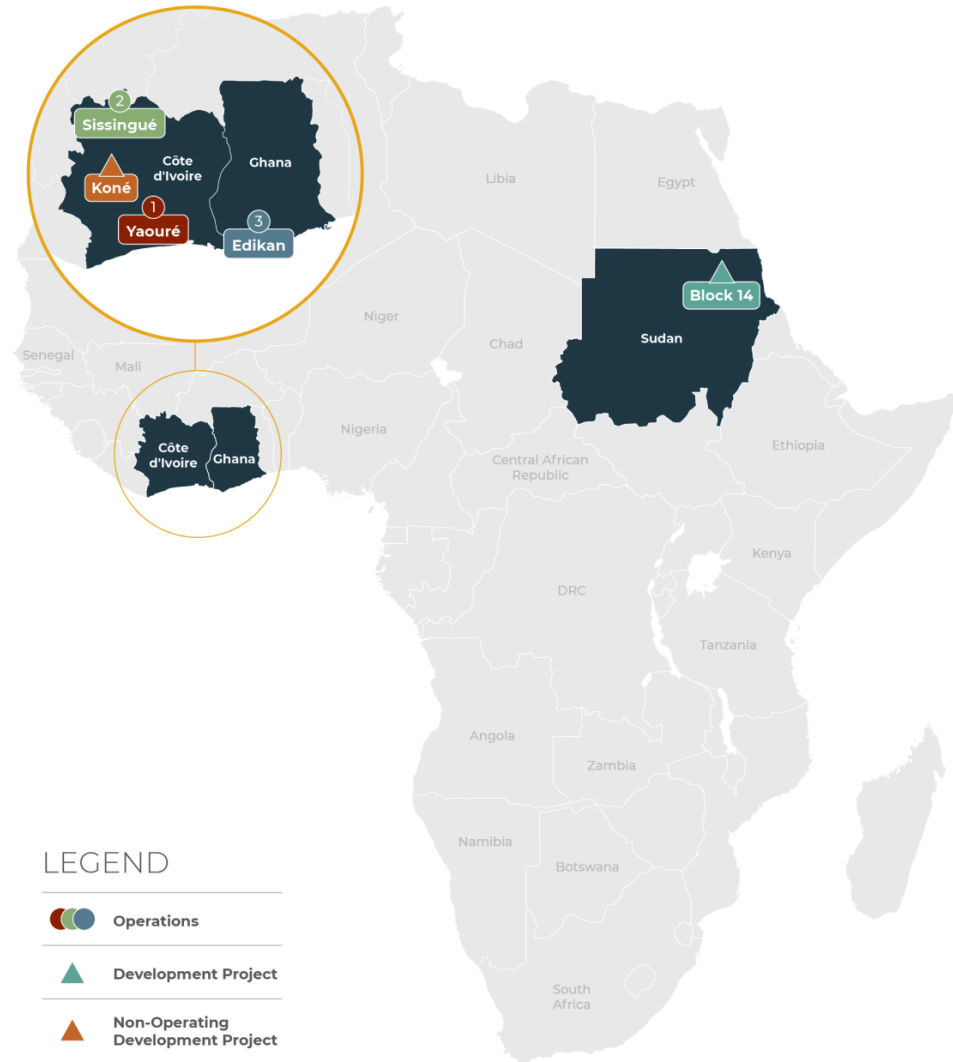 2
Sissingué
Côte
d'Ivoire
Ghana
Koné
1
Yaouré
3
Edikan
Libia
Egypt
Block 14
Sudan
Niger
Chad
Senegal
Mali
Nigeria
Côte
d'Ivoire
Ghana
Central African
Republic
Ethiopia
Kenya
DRC
Tanzania
Angola
Zambia
Namibia
Botswana
South
Africa
LEGEND
Operations
Development Project
Non-Operating
Development Project